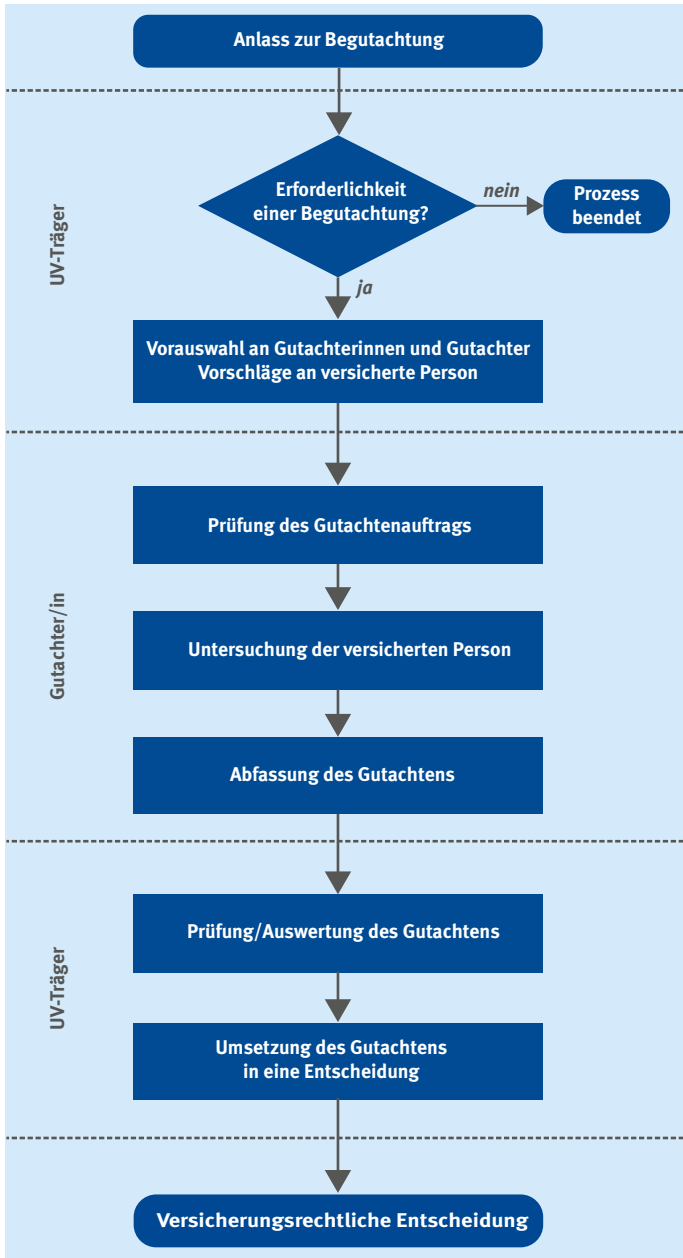 Anlass zur Begutachtung
UV-Träger
Erforderlichkeit
einer Begutachtung?
nein
Prozess
beendet
ja
Vorauswahl an Gutachterinnen und Gutachter
Vorschläge an versicherte Person
Gutachter/in
Prüfung des Gutachtenauftrags
Untersuchung der versicherten Person
Abfassung des Gutachtens
UV-Träger
Prüfung/Auswertung des Gutachtens
Umsetzung des Gutachtens
in eine Entscheidung
Versicherungsrechtliche Entscheidung